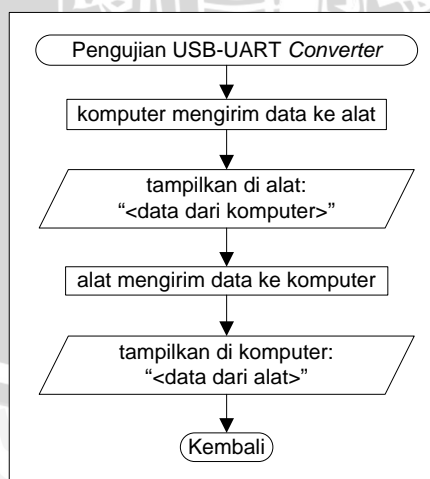 Pengujian USB-UART Converter
komputer mengirim data ke alat
tampilkan di alat:
“<data dari komputer>”
alat mengirim data ke komputer
tampilkan di komputer:
“<data dari alat>”
Kembali